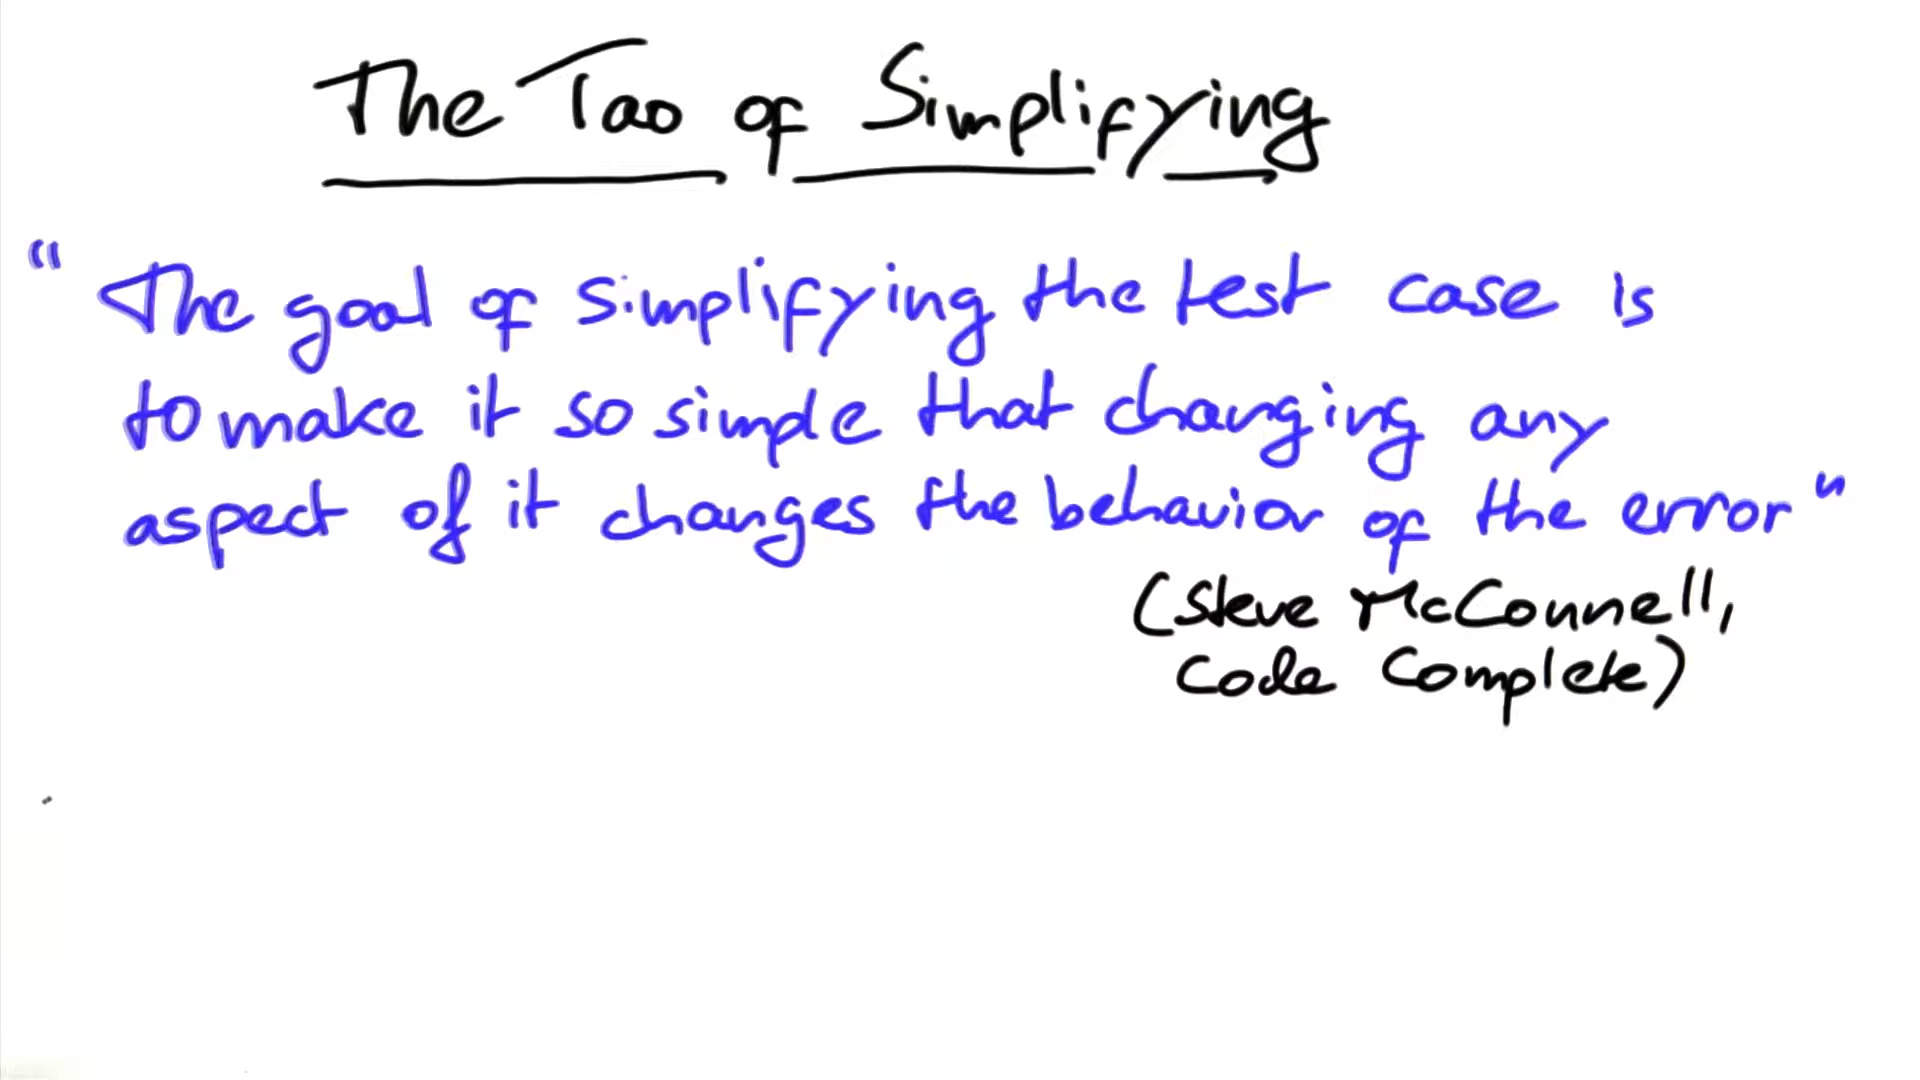 The Tao of Simplifying
"The goal of simplifying the test case is
to make it so simple that changing any
aspect of it changes the behavior of the error"
(Steve McConnell,
Code Complete)